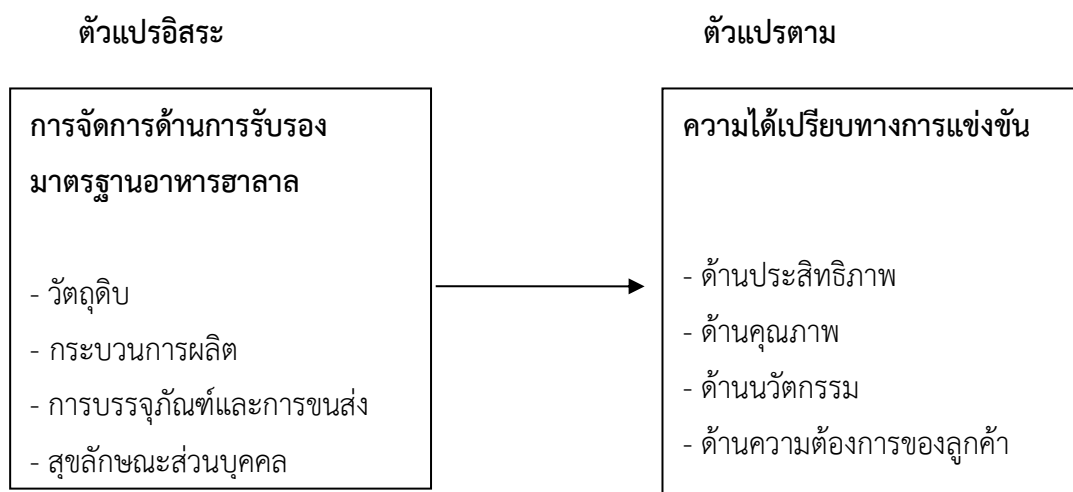 ตัวแปรอิสระ
ตัวแปรตาม
การจัดการด้านการรับรอง
มาตรฐานอาหารฮาลาล
- วัตถุดิบ
- กระบวนการผลิต
- การบรรจุภัณฑ์และการขนส่ง
- สุขลักษณะส่วนบุคคล
ความได้เปรียบทางการแข่งขัน
- ด้านประสิทธิภาพ
- ด้านคุณภาพ
- ด้านนวัตกรรม
- ด้านความต้องการของลูกค้า